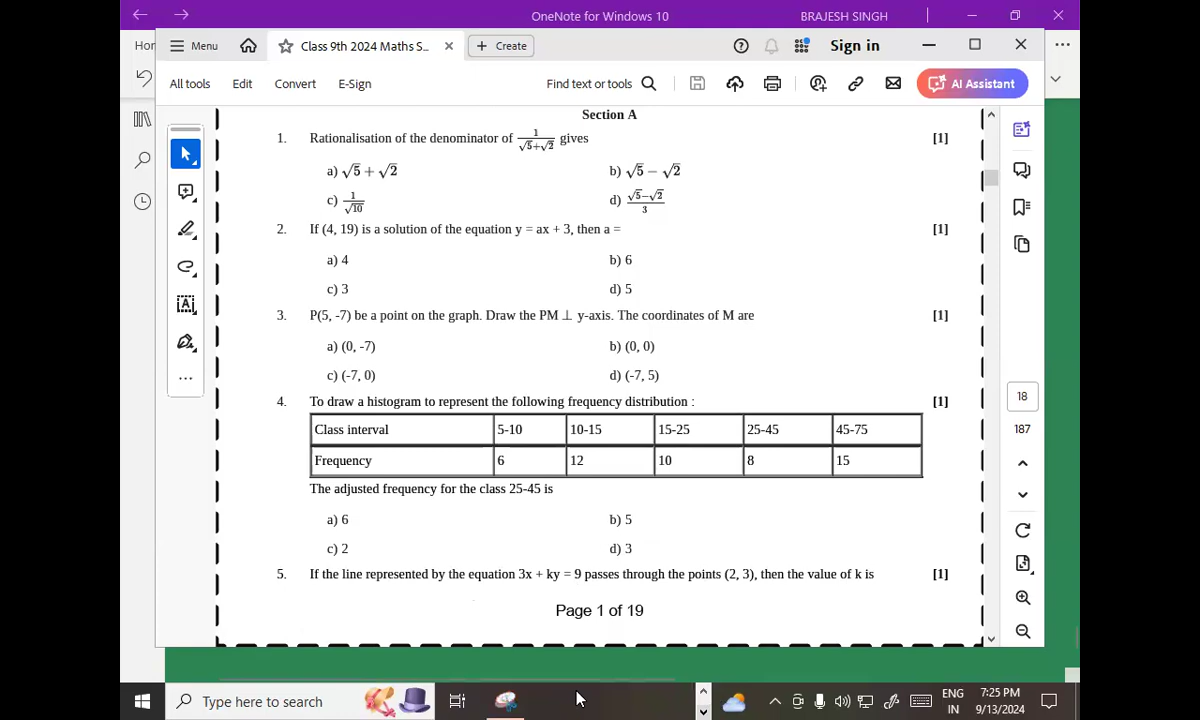 OneNote for Windows 10 BRAJESH SINGH
Menu Class 9th 2024 Maths S... Create Sign in
All tools Edit Convert E-Sign Find text or tools AI Assistant
Section A
1. Rationalisation of the denominator of 1/(√5+√2) gives [1]
a) √5 + √2 b) √5 − √2
c) 1/√10 d) (√5−√2)/3
2. If (4, 19) is a solution of the equation y = ax + 3, then a = [1]
a) 4 b) 6
c) 3 d) 5
3. P(5, -7) be a point on the graph. Draw the PM ⊥ y-axis. The coordinates of M are [1]
a) (0, -7) b) (0, 0)
c) (-7, 0) d) (-7, 5)
4. To draw a histogram to represent the following frequency distribution : [1]
Class interval 5-10 10-15 15-25 25-45 45-75
Frequency 6 12 10 8 15
The adjusted frequency for the class 25-45 is
a) 6 b) 5
c) 2 d) 3
5. If the line represented by the equation 3x + ky = 9 passes through the points (2, 3), then the value of k is [1]
Page 1 of 19
18
187
Type here to search
ENG
IN
7:25 PM
9/13/2024